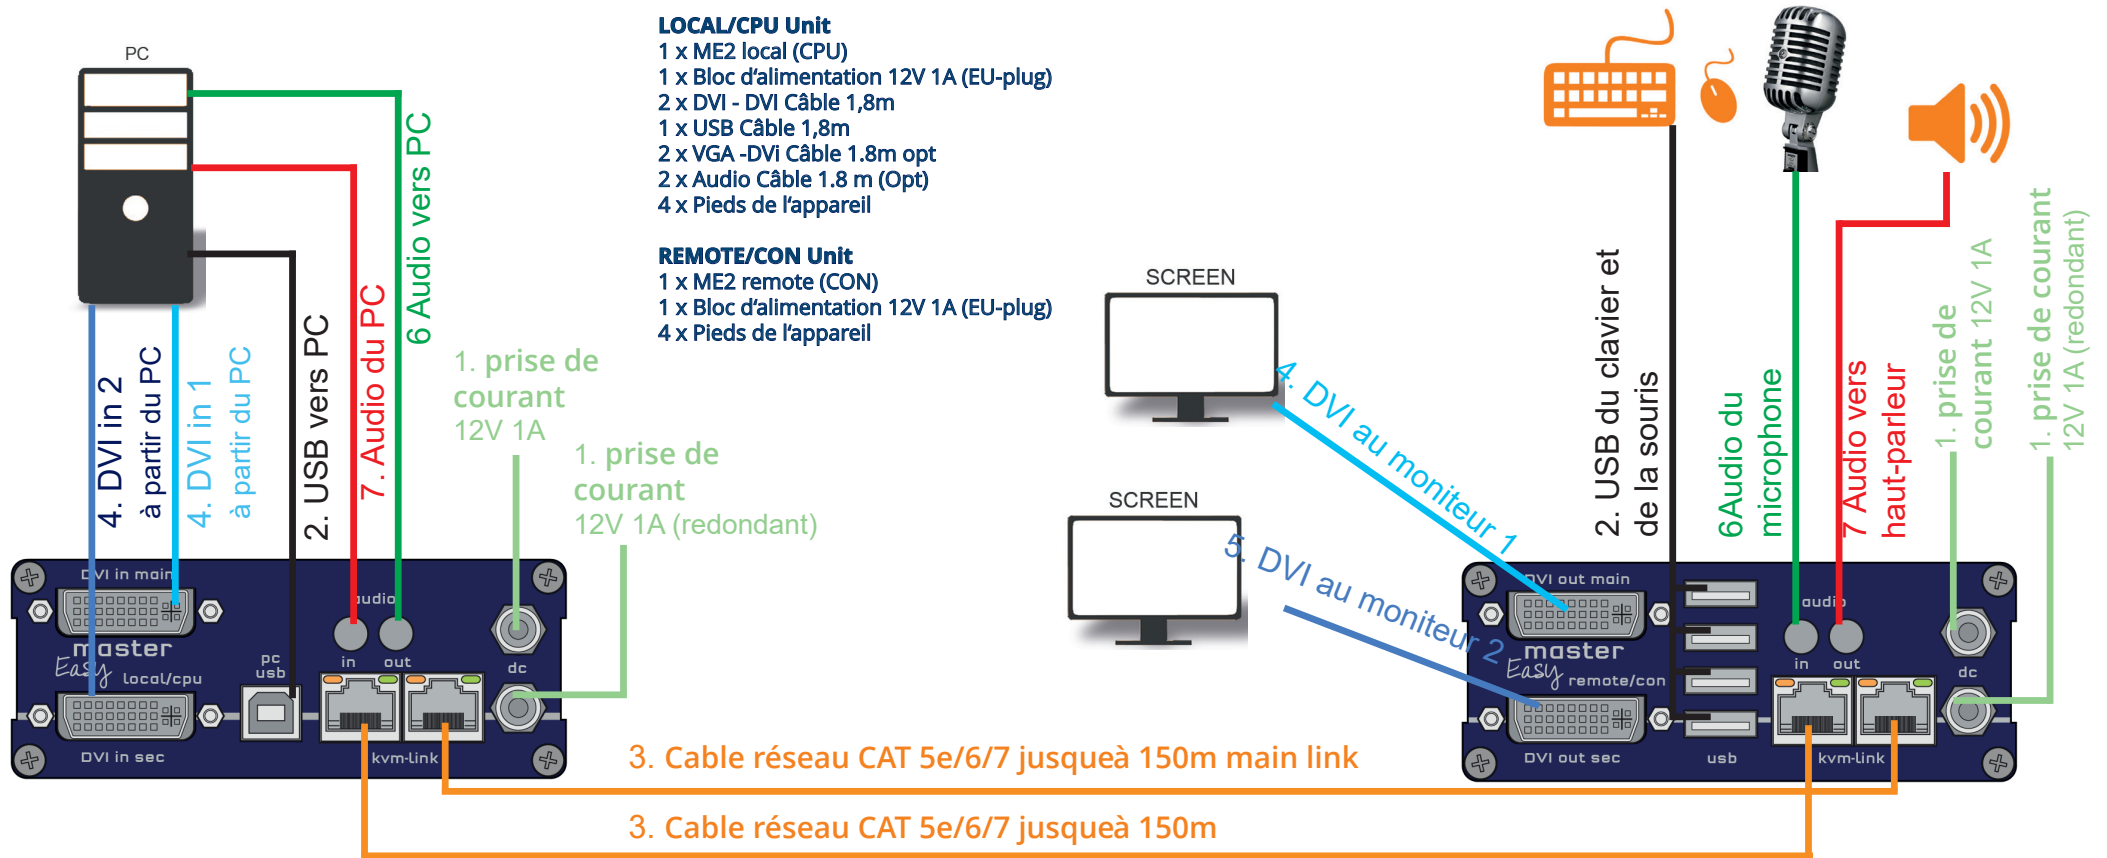 PC
LOCAL/CPU Unit
1 x ME2 local (CPU)
1 x Bloc d‘alimentation 12V 1A (EU-plug)
2 x DVI - DVI Câble 1,8m
1 x USB Câble 1,8m
2 x VGA -DVi Câble 1.8m opt
2 x Audio Câble 1.8 m (Opt)
4 x Pieds de l‘appareil
REMOTE/CON Unit
1 x ME2 remote (CON)
1 x Bloc d‘alimentation 12V 1A (EU-plug)
4 x Pieds de l‘appareil
4. DVI in 2
à partir du PC
4. DVI in 1
à partir du PC
2. USB vers PC
7. Audio du PC
6 Audio vers PC
1. prise de
courant
12V 1A
1. prise de
courant
12V 1A (redondant)
SCREEN
SCREEN
4. DVI au moniteur 1
5. DVI au moniteur 2
2. USB du clavier et
de la souris
6Audio du
microphone
7 Audio vers
haut-parleur
1. prise de
courant 12V 1A
1. prise de courant
12V 1A (redondant)
DVI in main
audio
master
Easy
local/cpu
pc
usb
in
out
dc
DVI in sec
kvm-link
DVI out main
audio
master
Easy
remote/con
in
out
dc
DVI out sec
usb
kvm-link
3. Cable réseau CAT 5e/6/7 jusqueà 150m main link
3. Cable réseau CAT 5e/6/7 jusqueà 150m